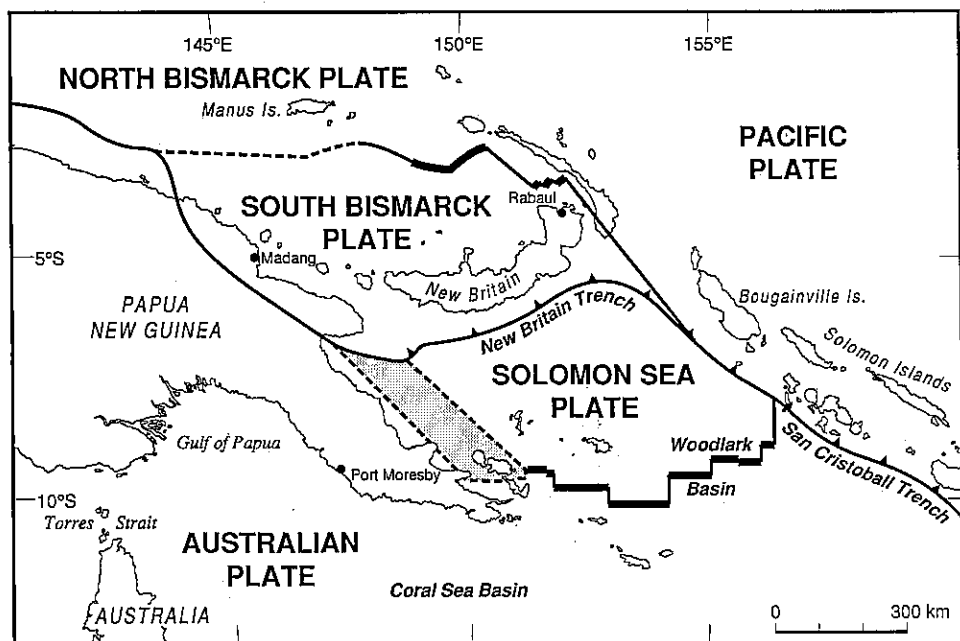 145°E
150°E
155°E
NORTH BISMARCK PLATE
Manus Is.
PACIFIC
PLATE
SOUTH BISMARCK
PLATE
Rabaul
5°S
Madang
New Britain
PAPUA
NEW GUINEA
New Britain Trench
Bougainville Is.
Solomon Islands
SOLOMON SEA
PLATE
Gulf of Papua
Port Moresby
Woodlark
Basin
San Cristoball Trench
10°S
Torres Strait
AUSTRALIAN
PLATE
Coral Sea Basin
AUSTRALIA
0 300 km